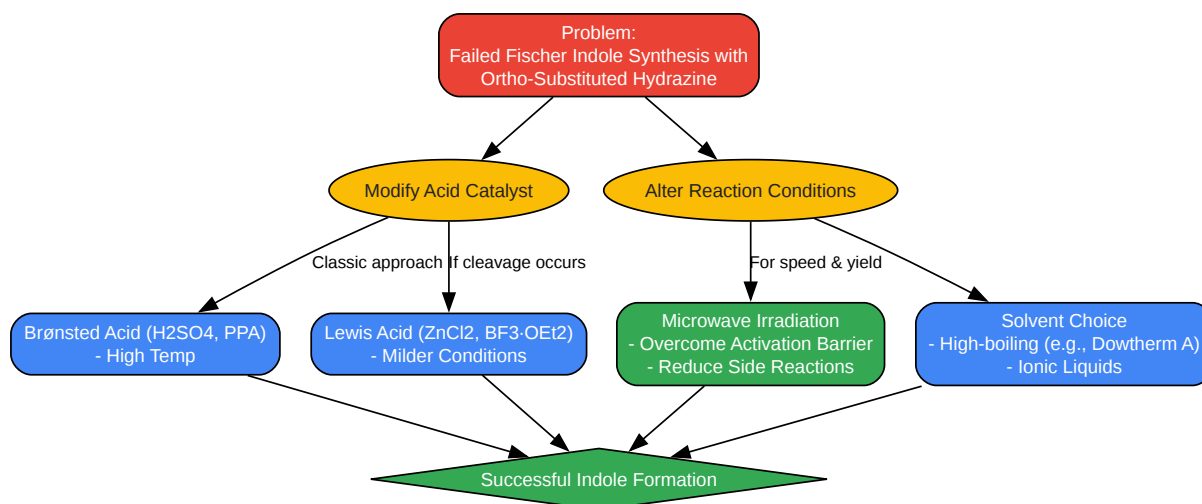 Problem:
Failed Fischer Indole Synthesis with
Ortho-Substituted Hydrazine
Modify Acid Catalyst
Alter Reaction Conditions
Classic approach
If cleavage occurs
For speed & yield
Brønsted Acid (H2SO4, PPA)
- High Temp
Lewis Acid (ZnCl2, BF3·OEt2)
- Milder Conditions
Microwave Irradiation
- Overcome Activation Barrier
- Reduce Side Reactions
Solvent Choice
- High-boiling (e.g., Dowtherm A)
- Ionic Liquids
Successful Indole Formation